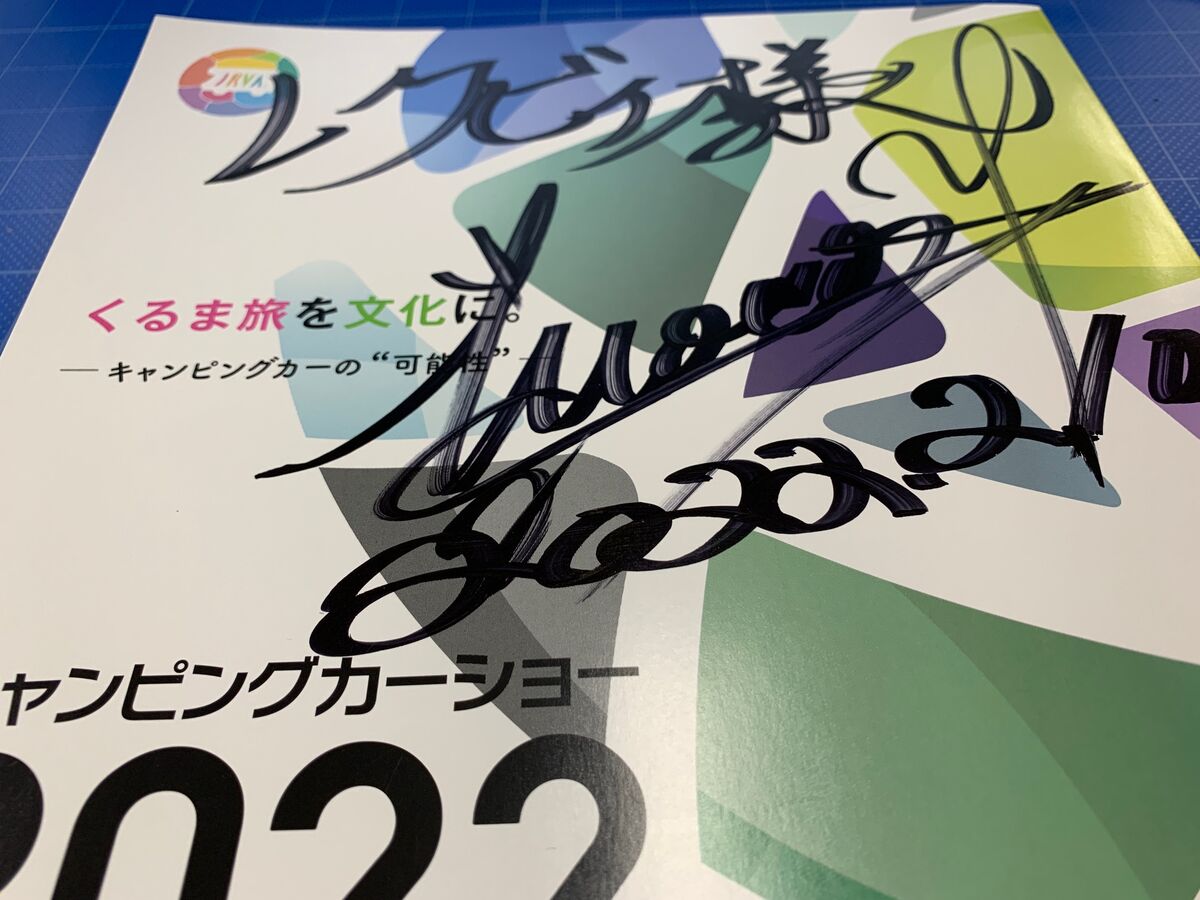 JRVA
レクビィ様
くるま旅を文化に。
キャンピングカーの“可能性”
2022.2.10
ャンピングカーショー
2022